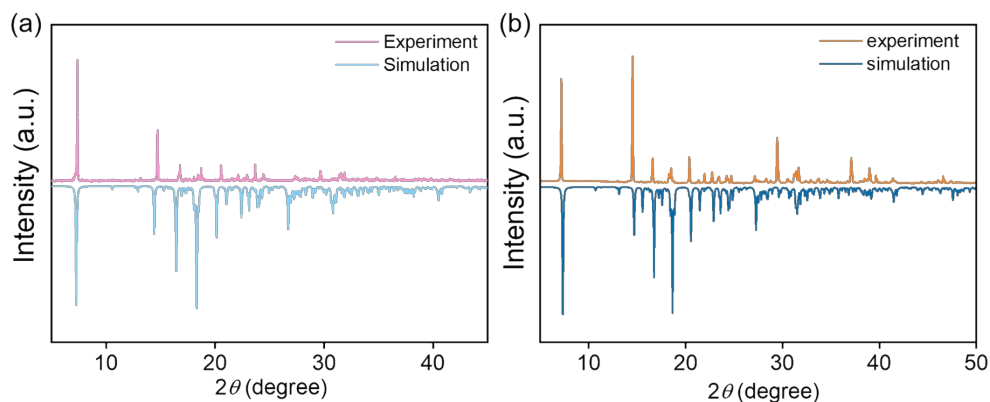 (a)
Experiment
Simulation
Intensity (a.u.)
10 20 30 40
2θ (degree)
(b)
experiment
simulation
Intensity (a.u.)
10 20 30 40 50
2θ (degree)